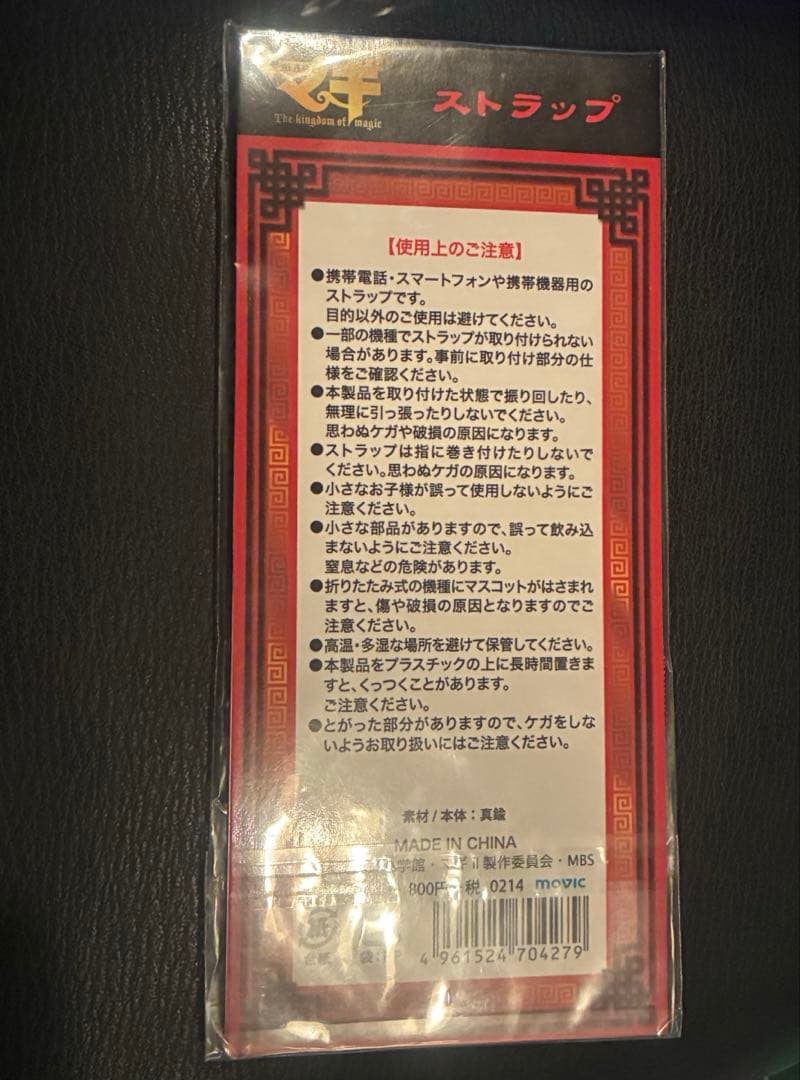 マギ
The kingdom of magic
ストラップ
【使用上のご注意】
●携帯電話・スマートフォンや携帯機器用の
ストラップです。
目的以外のご使用は避けてください。
●一部の機種でストラップが取り付けられない
場合があります。事前に取り付け部分の仕
様をご確認ください。
●本製品を取り付けた状態で振り回したり、
無理に引っ張ったりしないでください。
思わぬケガや破損の原因になります。
●ストラップは指に巻き付けたりしないで
ください。思わぬケガの原因になります。
●小さなお子様が誤って使用しないようにご
注意ください。
●小さな部品がありますので、誤って飲み込
まないようにご注意ください。
窒息などの危険があります。
●折りたたみ式の機種にマスコットがはさまれ
ますと、傷や破損の原因となりますのでご
注意ください。
●高温・多湿な場所を避けて保管してください。
●本製品をプラスチックの上に長時間置きま
すと、くっつくことがあります。
ご注意ください。
●とがった部分がありますので、ケガをしな
いようお取り扱いにはご注意ください。
素材/本体：真鍮
MADE IN CHINA
学館・マギⅡ製作委員会・MBS
800円+税 0214 movic
4 961524 704279